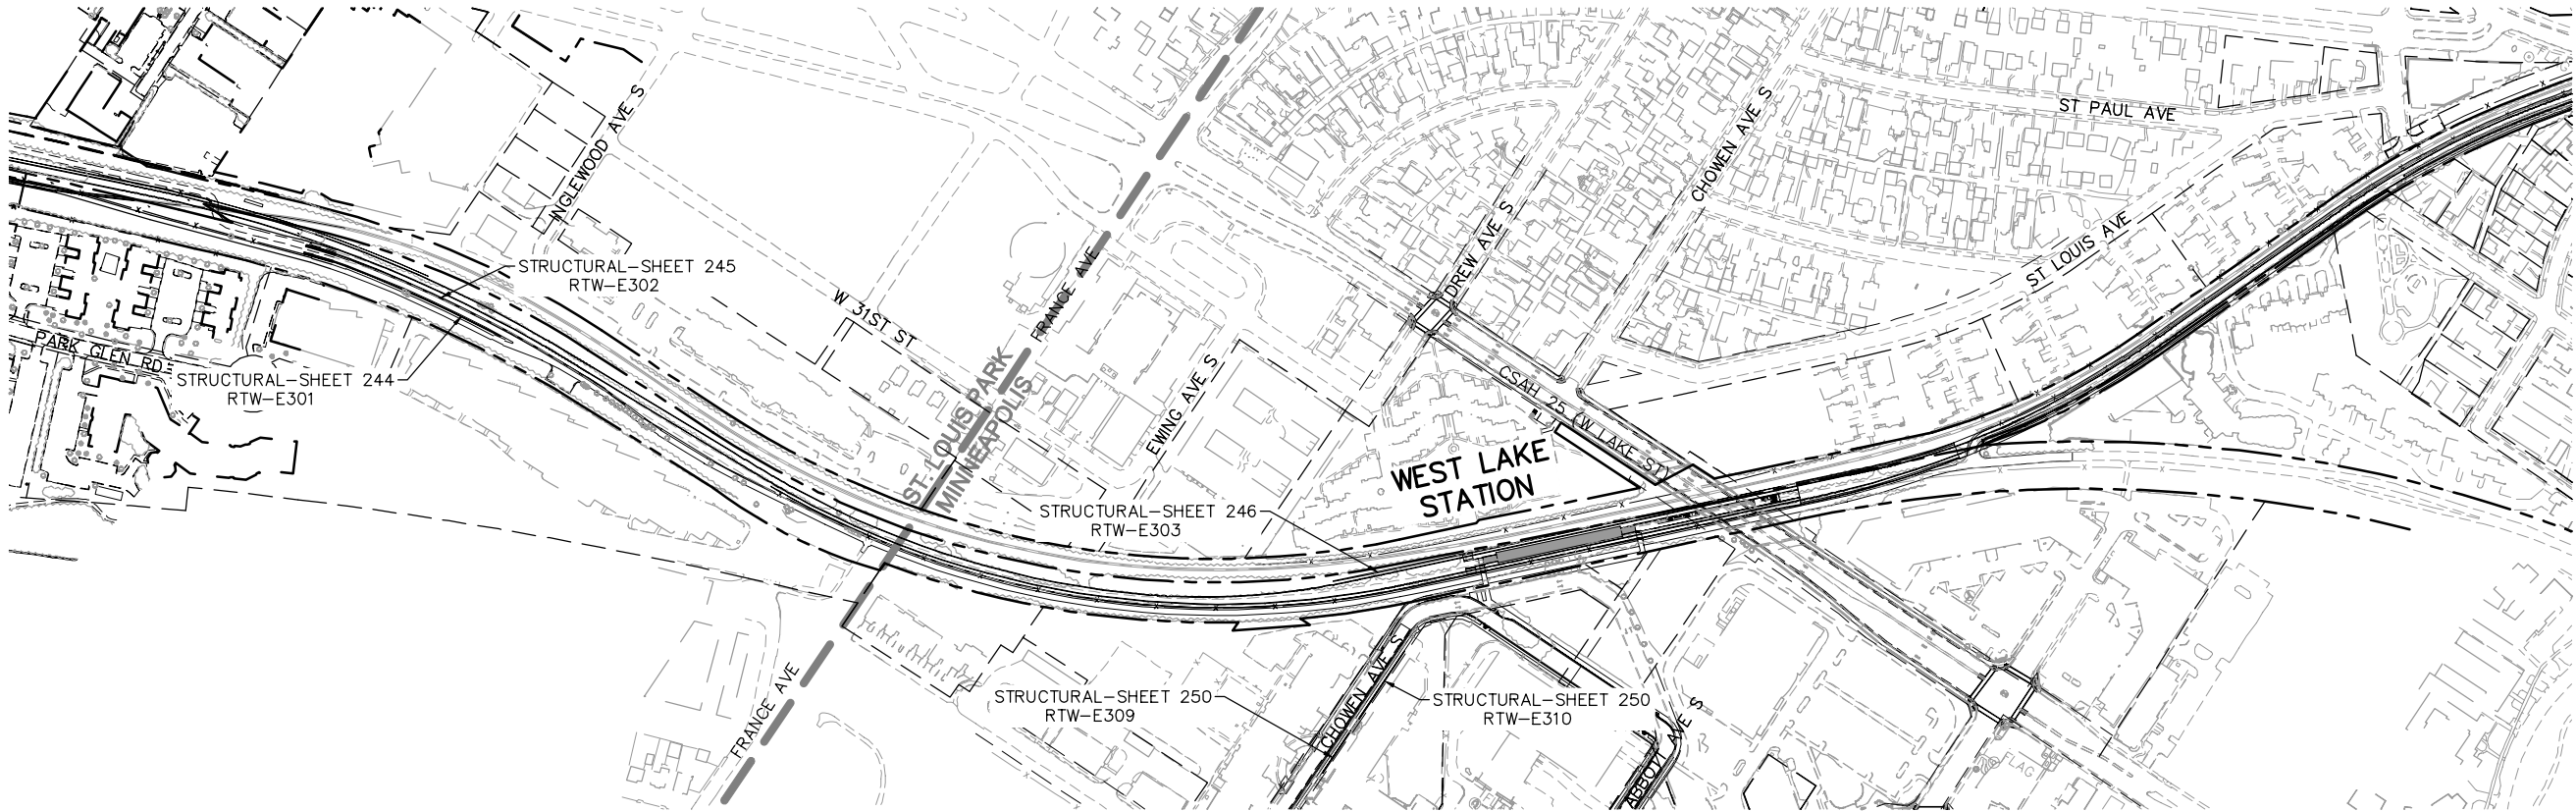 ST PAUL AVE
INGLEWOOD AVE S
CHOWEN AVE S
DREW AVE S
ST LOUIS AVE
STRUCTURAL-SHEET 245
RTW-E302
FRANCE AVE
W 31ST ST
PARK GLEN RD
STRUCTURAL-SHEET 244
RTW-E301
EWING AVE S
CSAH 25 (W LAKE ST)
ST. LOUIS PARK
MINNEAPOLIS
WEST LAKE
STATION
STRUCTURAL-SHEET 246
RTW-E303
FRANCE AVE
STRUCTURAL-SHEET 250
RTW-E309
CHOWEN AVE S
STRUCTURAL-SHEET 250
RTW-E310
ABBOTT AVE S
FLAG